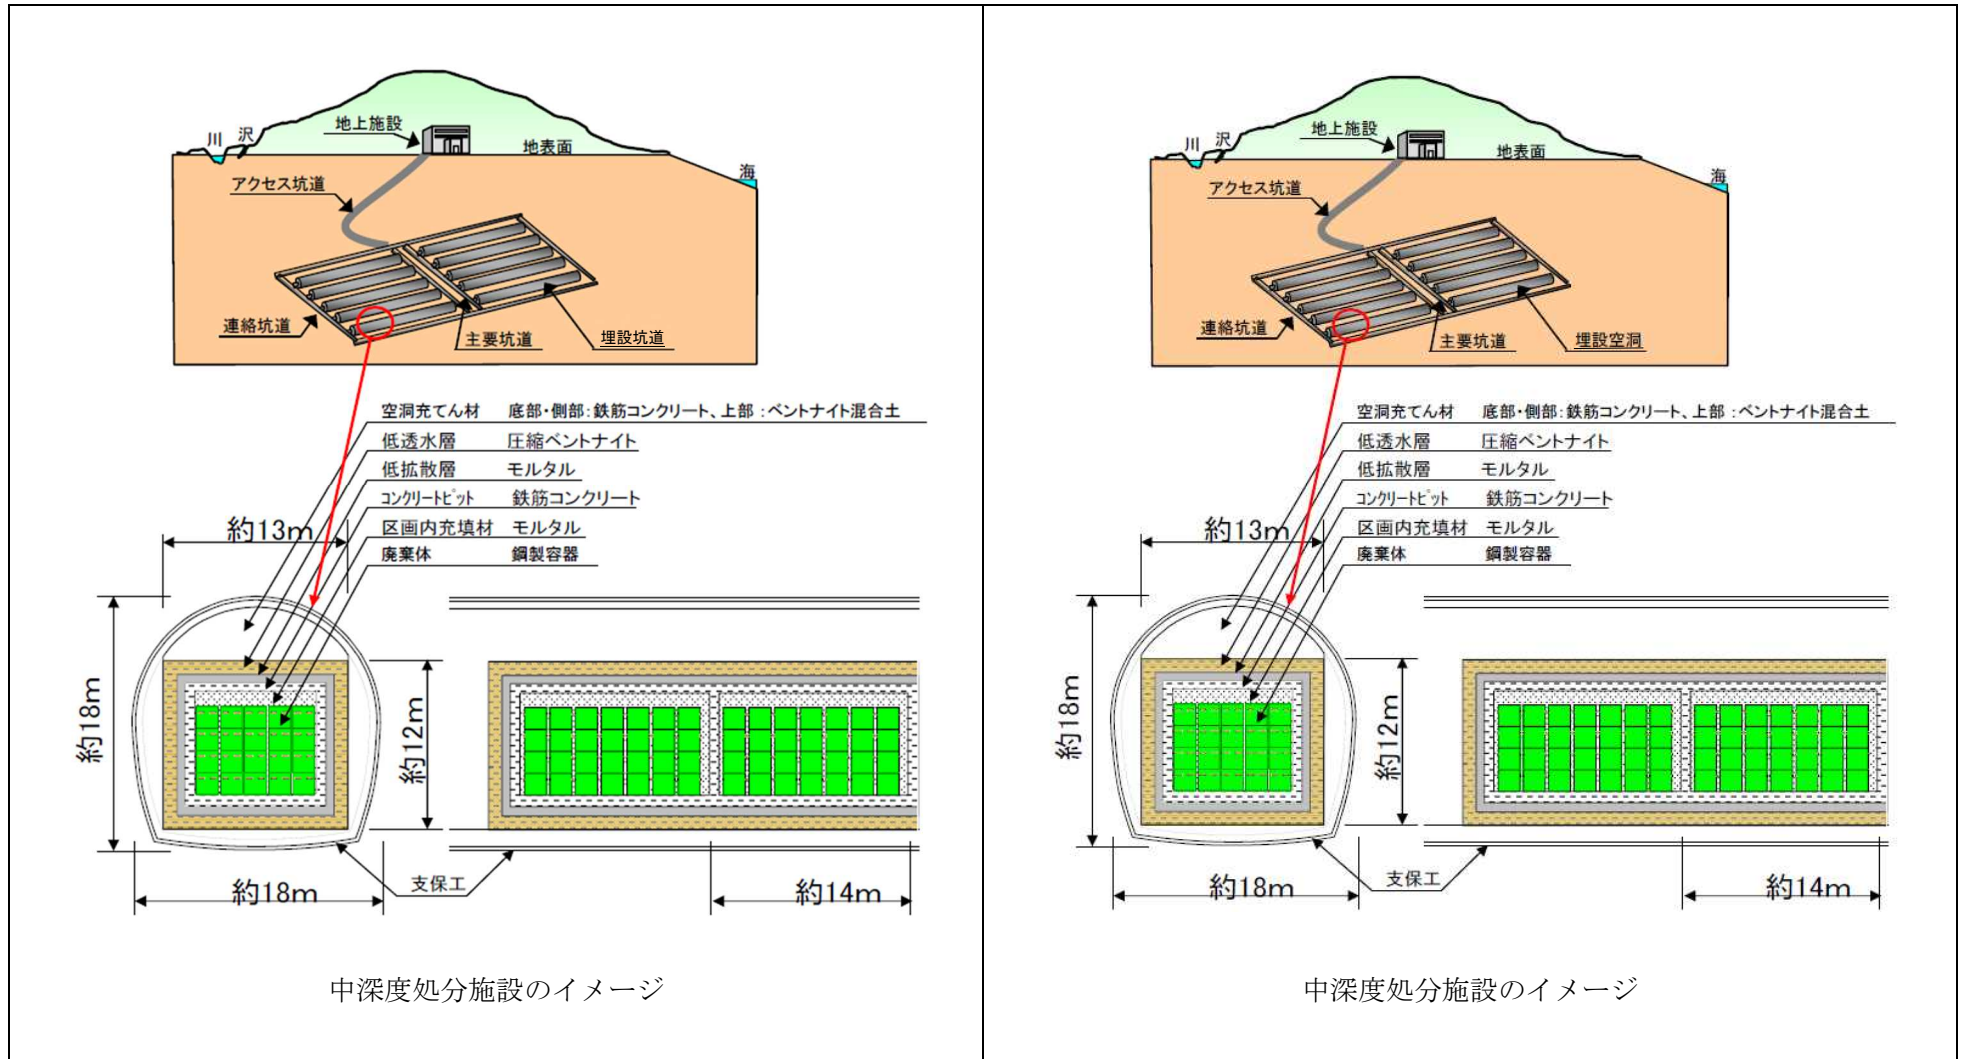 地上施設
川 沢
地表面
海
アクセス坑道
連絡坑道
主要坑道
埋設坑道
空洞充てん材 底部・側部:鉄筋コンクリート、上部:ベントナイト混合土
低透水層 圧縮ベントナイト
低拡散層 モルタル
コンクリートピット 鉄筋コンクリート
区画内充填材 モルタル
廃棄体 鋼製容器
約13m
約18m
約12m
支保工
約18m
約14m
中深度処分施設のイメージ
地上施設
川 沢
地表面
海
アクセス坑道
連絡坑道
主要坑道
埋設空洞
空洞充てん材 底部・側部:鉄筋コンクリート、上部:ベントナイト混合土
低透水層 圧縮ベントナイト
低拡散層 モルタル
コンクリートピット 鉄筋コンクリート
区画内充填材 モルタル
廃棄体 鋼製容器
約13m
約18m
約12m
支保工
約18m
約14m
中深度処分施設のイメージ